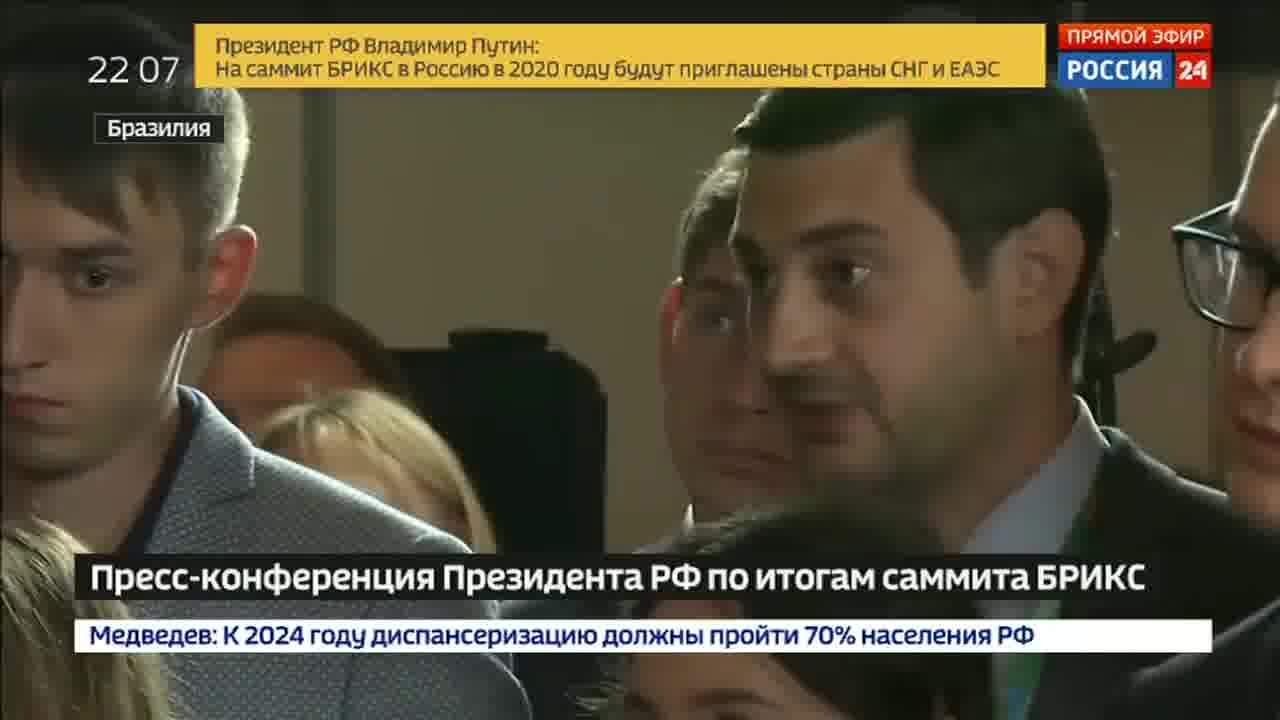 22 07
Президент РФ Владимир Путин:
На саммит БРИКС в Россию в 2020 году будут приглашены страны СНГ и ЕАЭС
ПРЯМОЙ ЭФИР
РОССИЯ 24
Бразилия
Пресс-конференция Президента РФ по итогам саммита БРИКС
Медведев: К 2024 году диспансеризацию должны пройти 70% населения РФ